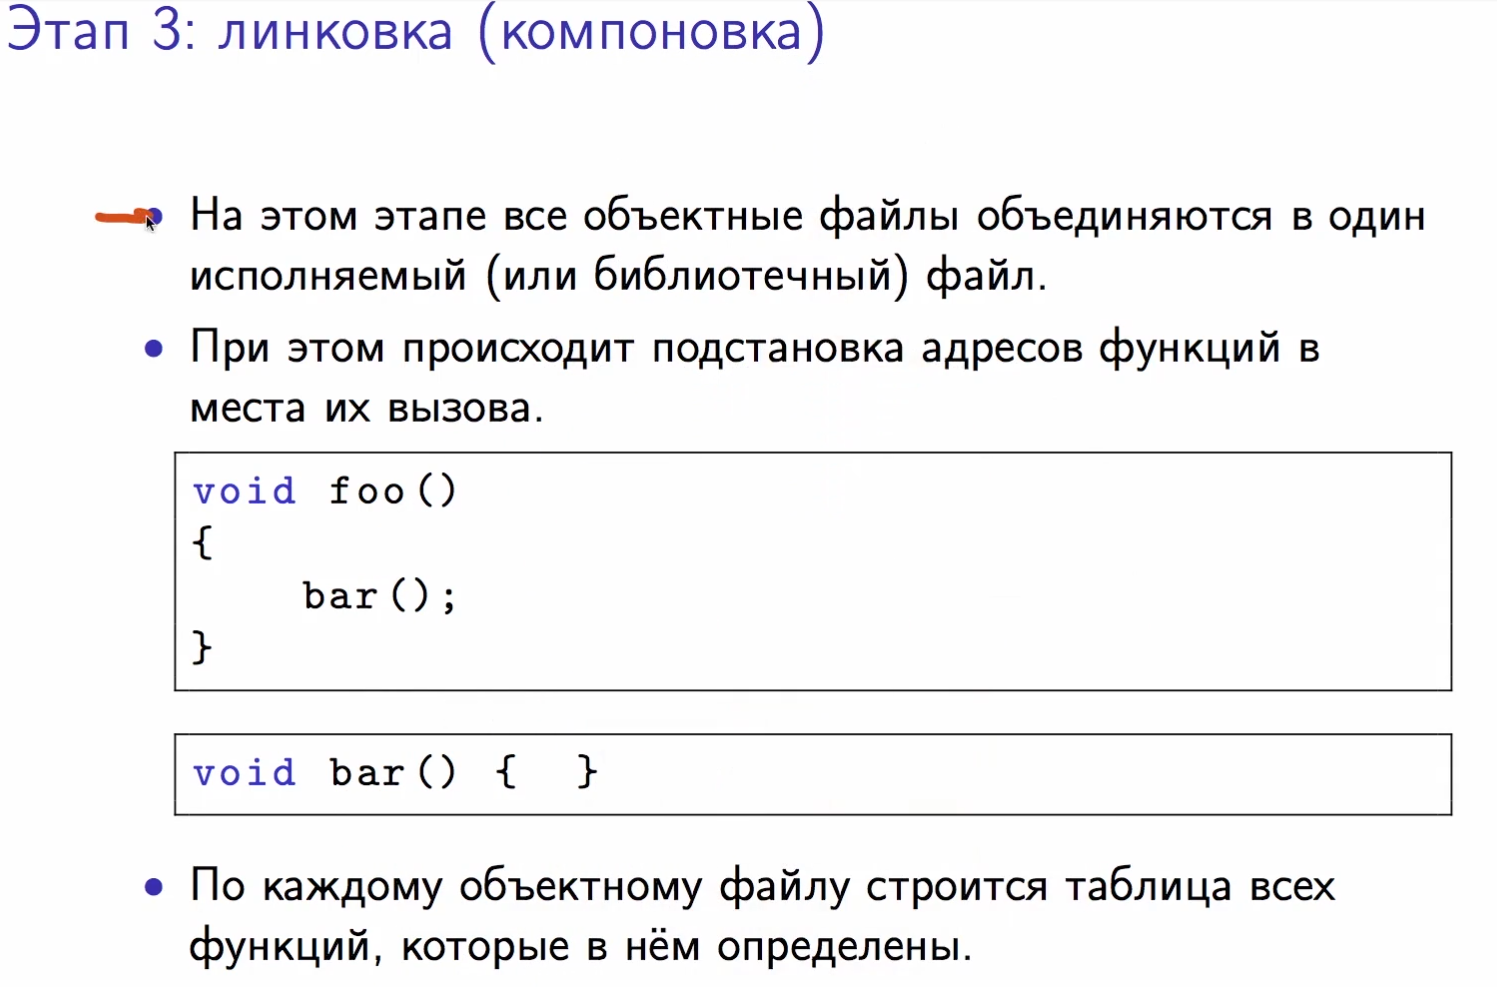 Этап 3: линковка (компоновка)
На этом этапе все объектные файлы объединяются в один
исполняемый (или библиотечный) файл.
При этом происходит подстановка адресов функций в
места их вызова.
void foo()
{
    bar();
}
void bar() {  }
По каждому объектному файлу строится таблица всех
функций, которые в нём определены.